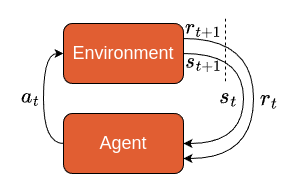 r_{t+1}
Environment
s_{t+1}
a_t
s_t
r_t
Agent